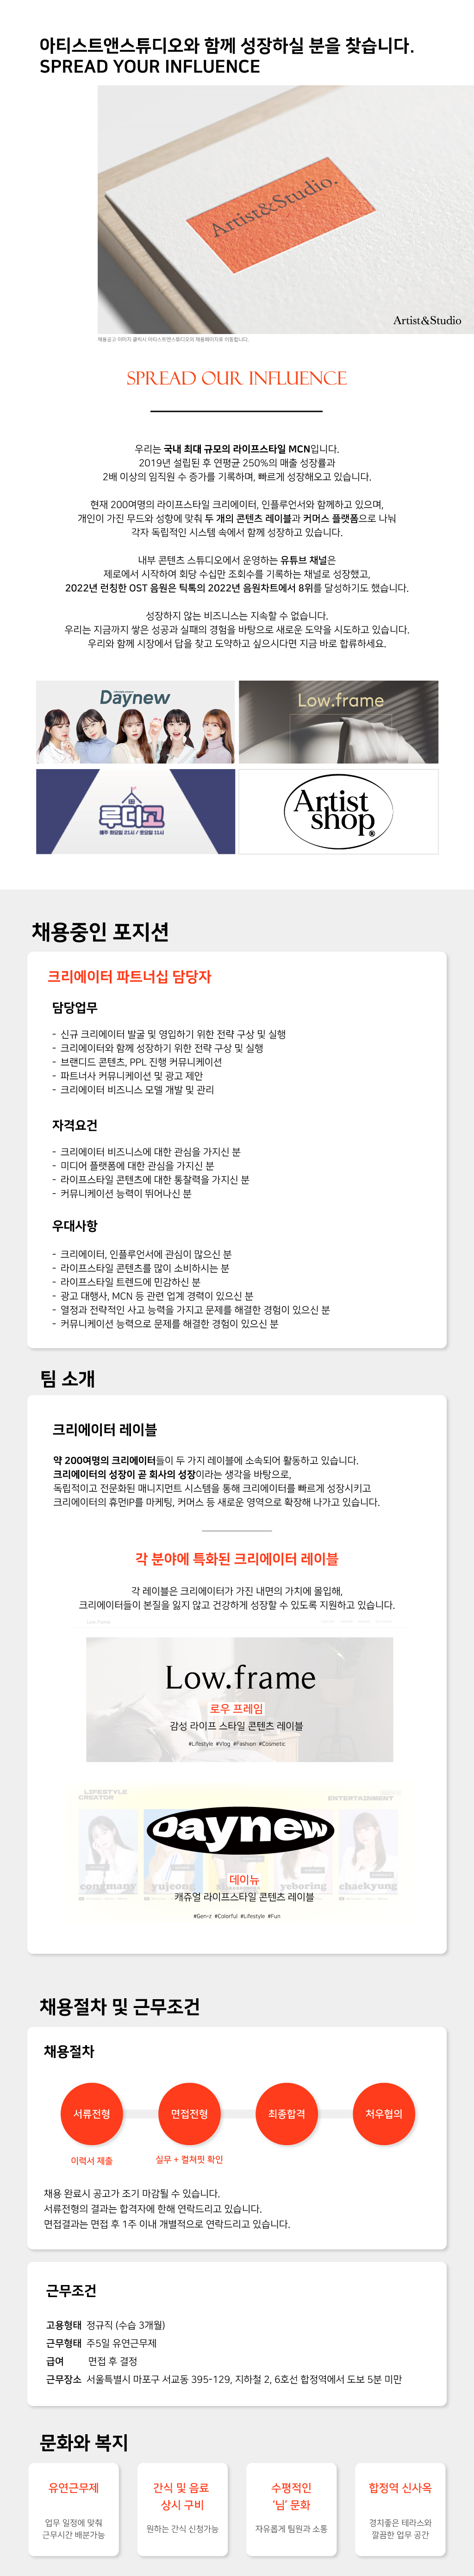 아티스트앤스튜디오와 함께 성장하실 분을 찾습니다.
SPREAD YOUR INFLUENCE
Artist&Studio.
Artist&Studio
채용공고 이미지 클릭시 아티스트앤스튜디오의 채용페이지로 이동합니다.
SPREAD OUR INFLUENCE
우리는 국내 최대 규모의 라이프스타일 MCN입니다.
2019년 설립된 후 연평균 250%의 매출 성장률과
2배 이상의 임직원 수 증가를 기록하며, 빠르게 성장해오고 있습니다.
현재 200여명의 라이프스타일 크리에이터, 인플루언서와 함께하고 있으며,
개인이 가진 무드와 성향에 맞춰 두 개의 콘텐츠 레이블과 커머스 플랫폼으로 나눠
각자 독립적인 시스템 속에서 함께 성장하고 있습니다.
내부 콘텐츠 스튜디오에서 운영하는 유튜브 채널은
제로에서 시작하여 회당 수십만 조회수를 기록하는 채널로 성장했고,
2022년 런칭한 OST 음원은 틱톡의 2022년 음원차트에서 8위를 달성하기도 했습니다.
성장하지 않는 비즈니스는 지속할 수 없습니다.
우리는 지금까지 쌓은 성공과 실패의 경험을 바탕으로 새로운 도약을 시도하고 있습니다.
우리와 함께 시장에서 답을 찾고 도약하고 싶으시다면 지금 바로 합류하세요.
Daynew
Low.frame
루디고
매주 화요일 21시 / 토요일 11시
Artist
shop®
채용중인 포지션
크리에이터 파트너십 담당자
담당업무
- 신규 크리에이터 발굴 및 영입하기 위한 전략 구상 및 실행
- 크리에이터와 함께 성장하기 위한 전략 구상 및 실행
- 브랜디드 콘텐츠, PPL 진행 커뮤니케이션
- 파트너사 커뮤니케이션 및 광고 제안
- 크리에이터 비즈니스 모델 개발 및 관리
자격요건
- 크리에이터 비즈니스에 대한 관심을 가지신 분
- 미디어 플랫폼에 대한 관심을 가지신 분
- 라이프스타일 콘텐츠에 대한 통찰력을 가지신 분
- 커뮤니케이션 능력이 뛰어나신 분
우대사항
- 크리에이터, 인플루언서에 관심이 많으신 분
- 라이프스타일 콘텐츠를 많이 소비하시는 분
- 라이프스타일 트렌드에 민감하신 분
- 광고 대행사, MCN 등 관련 업계 경력이 있으신 분
- 열정과 전략적인 사고 능력을 가지고 문제를 해결한 경험이 있으신 분
- 커뮤니케이션 능력으로 문제를 해결한 경험이 있으신 분
팀 소개
크리에이터 레이블
약 200여명의 크리에이터들이 두 가지 레이블에 소속되어 활동하고 있습니다.
크리에이터의 성장이 곧 회사의 성장이라는 생각을 바탕으로,
독립적이고 전문화된 매니지먼트 시스템을 통해 크리에이터를 빠르게 성장시키고
크리에이터의 휴먼IP를 마케팅, 커머스 등 새로운 영역으로 확장해 나가고 있습니다.
각 분야에 특화된 크리에이터 레이블
각 레이블은 크리에이터가 가진 내면의 가치에 몰입해,
크리에이터들이 본질을 잃지 않고 건강하게 성장할 수 있도록 지원하고 있습니다.
Low.frame
Low.frame
로우 프레임
감성 라이프 스타일 콘텐츠 레이블
#Lifestyle #Vlog #Fashion #Cosmetic
LIFESTYLE
CREATOR
ENTERTAINMENT
Daynew
congmany
yujeong
yeboring
chaekyung
데이뉴
캐쥬얼 라이프스타일 콘텐츠 레이블
#Gen-z #Colorful #Lifestyle #Fun
채용절차 및 근무조건
채용절차
서류전형
면접전형
최종합격
처우협의
이력서 제출
실무 + 컬쳐핏 확인
채용 완료시 공고가 조기 마감될 수 있습니다.
서류전형의 결과는 합격자에 한해 연락드리고 있습니다.
면접결과는 면접 후 1주 이내 개별적으로 연락드리고 있습니다.
근무조건
고용형태 정규직 (수습 3개월)
근무형태 주5일 유연근무제
급여 면접 후 결정
근무장소 서울특별시 마포구 서교동 395-129, 지하철 2, 6호선 합정역에서 도보 5분 미만
문화와 복지
유연근무제
업무 일정에 맞춰
근무시간 배분가능
간식 및 음료
상시 구비
원하는 간식 신청가능
수평적인
'님' 문화
자유롭게 팀원과 소통
합정역 신사옥
경치좋은 테라스와
깔끔한 업무 공간